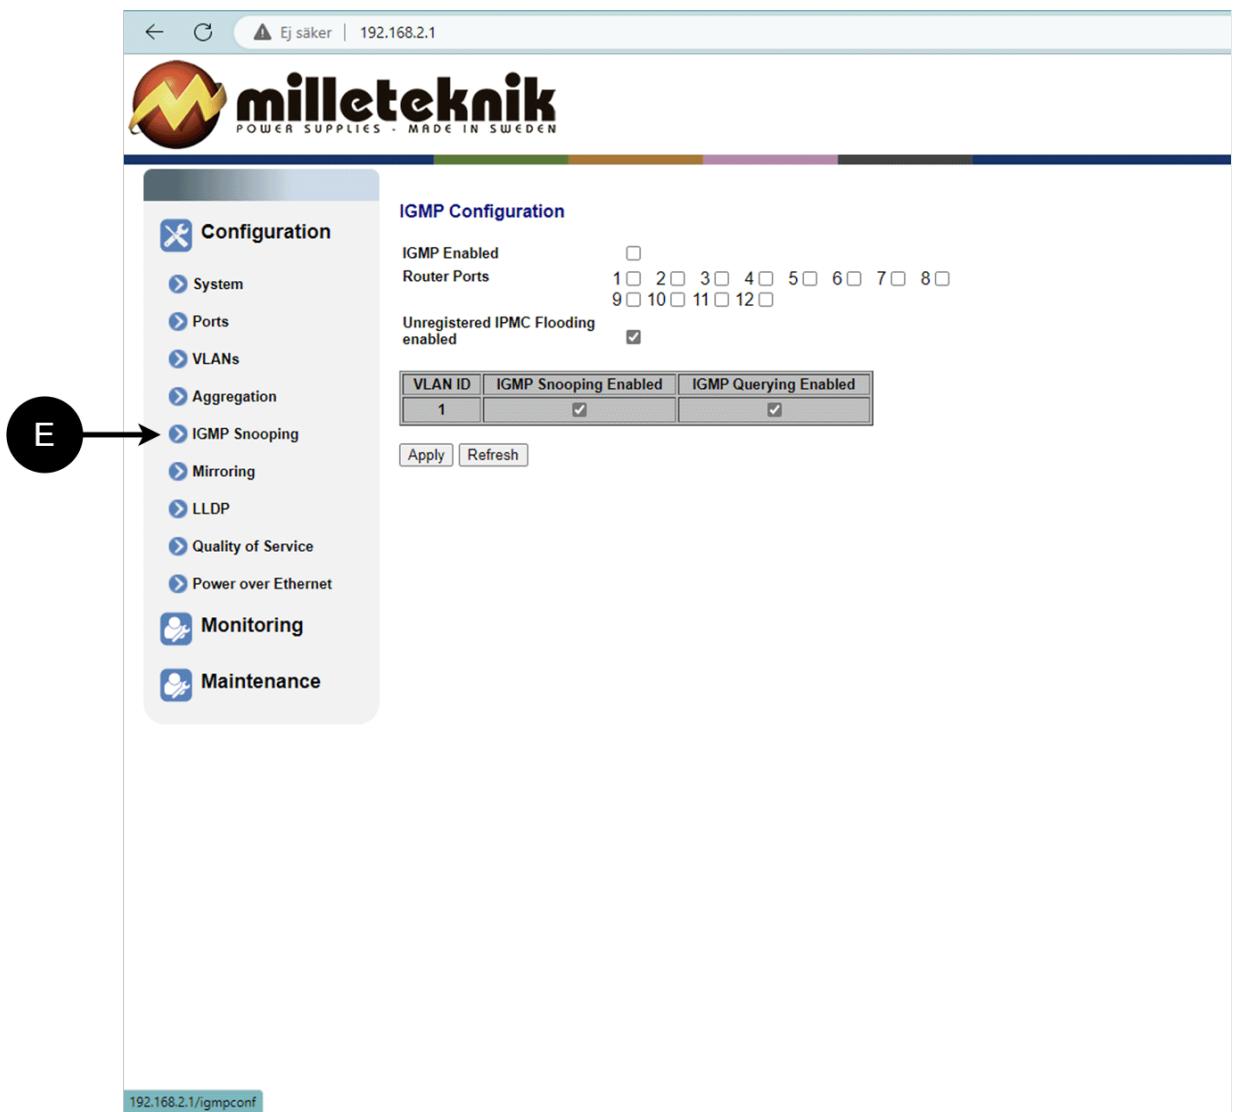 Ej säker | 192.168.2.1
milleteknik
POWER SUPPLIES - MADE IN SWEDEN
Configuration
System
Ports
VLANs
Aggregation
E
IGMP Snooping
Mirroring
LLDP
Quality of Service
Power over Ethernet
Monitoring
Maintenance
IGMP Configuration
IGMP Enabled
Router Ports 1 2 3 4 5 6 7 8
9 10 11 12
Unregistered IPMC Flooding
enabled
VLAN ID IGMP Snooping Enabled IGMP Querying Enabled
1
Apply Refresh
192.168.2.1/igmpconf